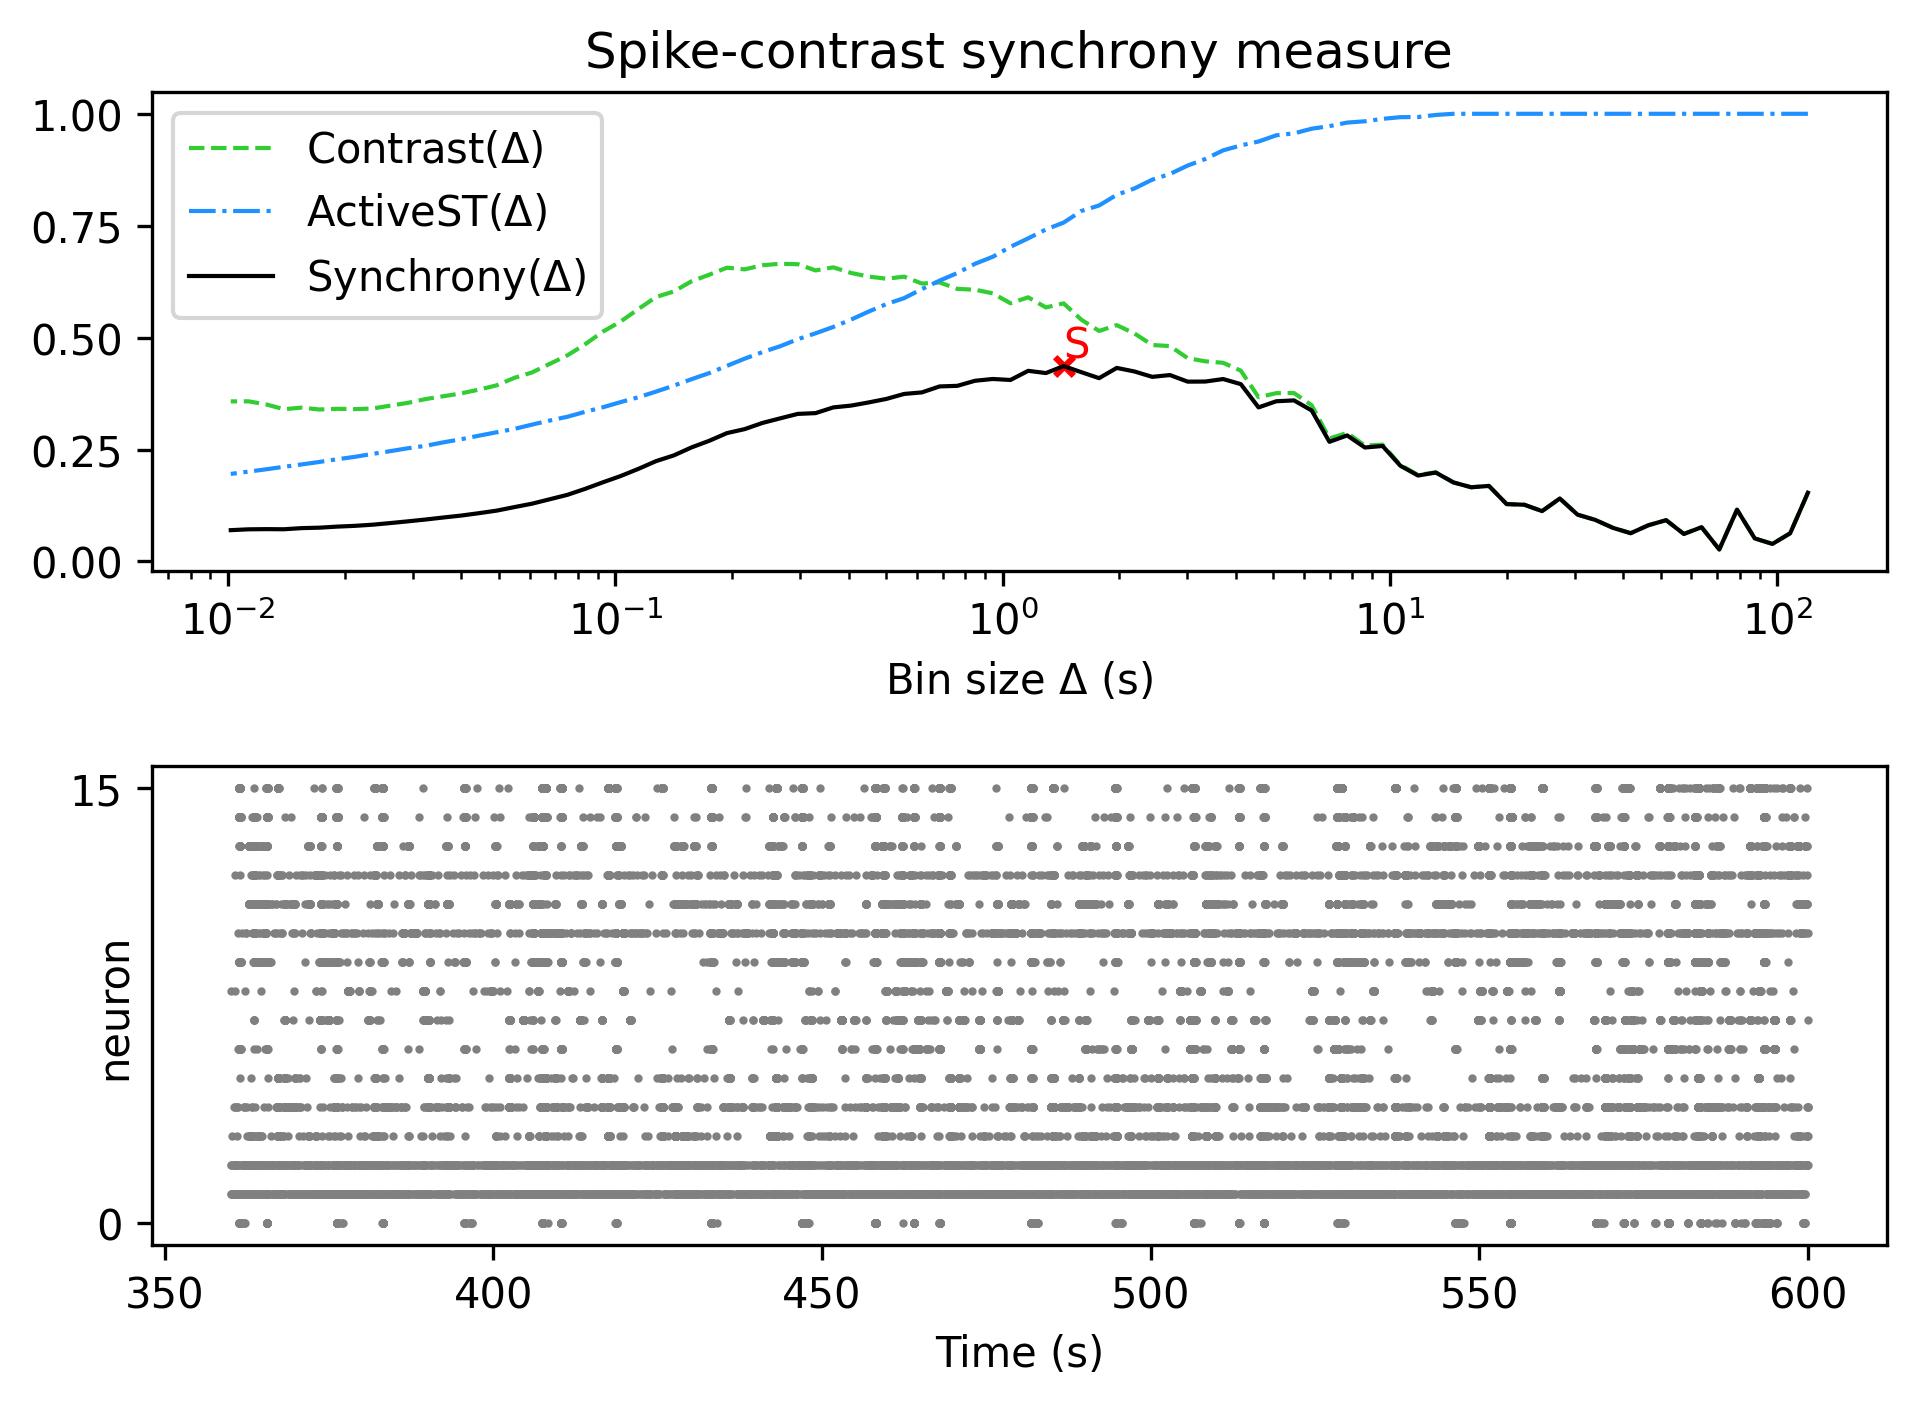 Spike-contrast synchrony measure
1.00
0.75
0.50
0.25
0.00
Contrast(Δ)
ActiveST(Δ)
Synchrony(Δ)
S
10⁻² 10⁻¹ 10⁰ 10¹ 10²
Bin size Δ (s)
15
0
neuron
350 400 450 500 550 600
Time (s)